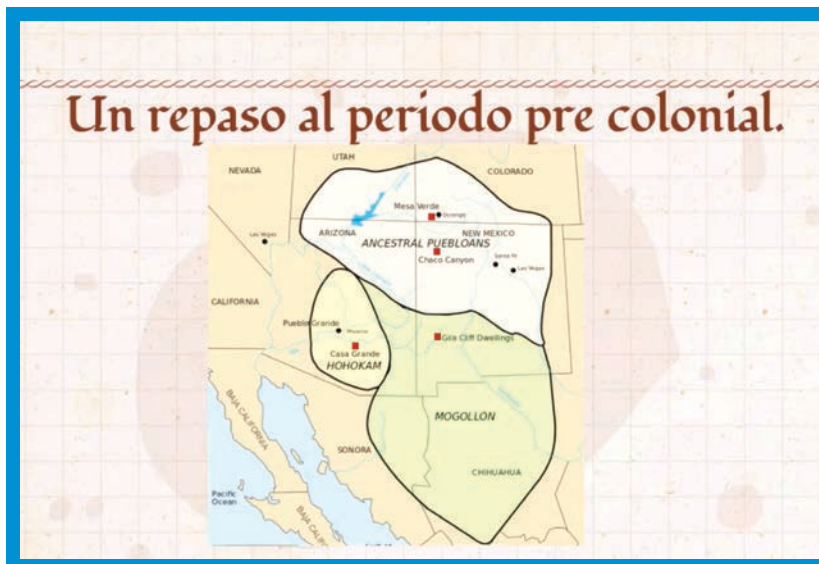 Un repaso al periodo pre colonial.
UTAH
NEVADA
COLORADO
Mesa Verde
Durango
Las Vegas
ARIZONA
NEW MEXICO
ANCESTRAL PUEBLOANS
Chaco Canyon
Santa Fe
Las Vegas
CALIFORNIA
Pueblo Grande
Phoenix
Gila Cliff Dwellings
Casa Grande
HOHOKAM
MOGOLLON
BAJA CALIFORNIA
SONORA
CHIHUAHUA
Pacific
Ocean
BAJA CALIFORNIA